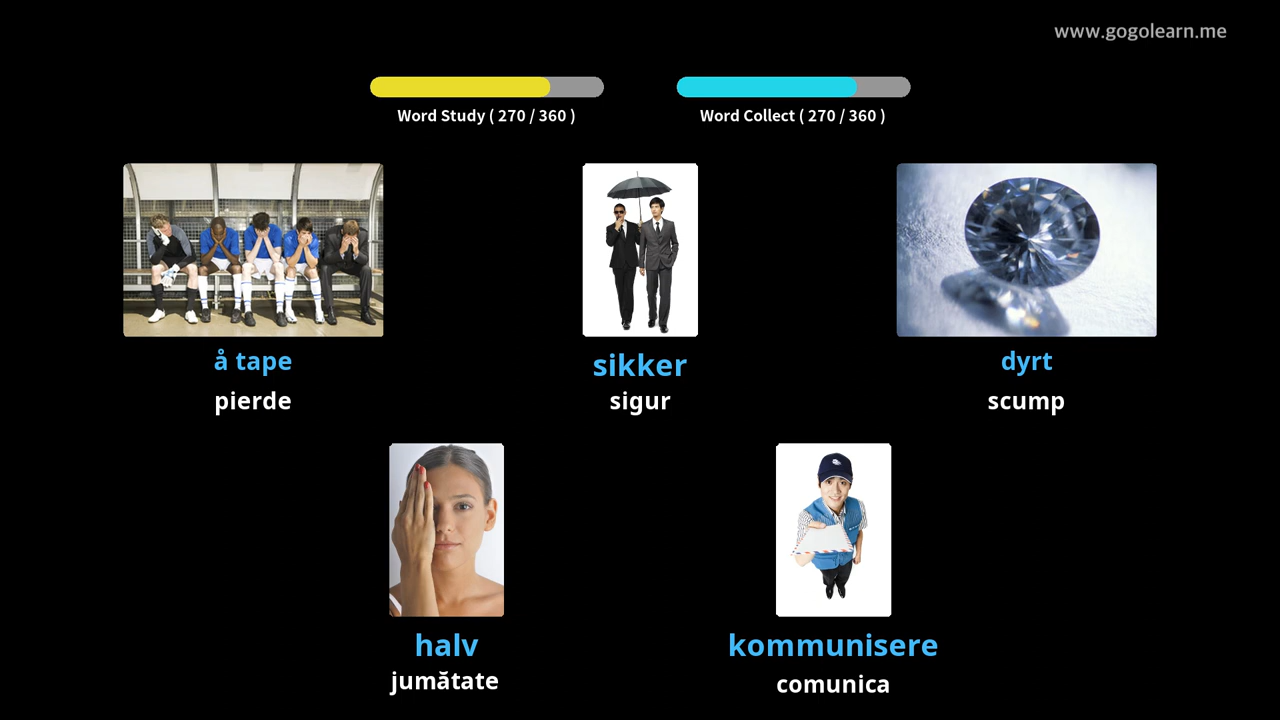 www.gogolearn.me
Word Study ( 270 / 360 )
Word Collect ( 270 / 360 )
å tape
pierde
sikker
sigur
dyrt
scump
halv
jumătate
kommunisere
comunica